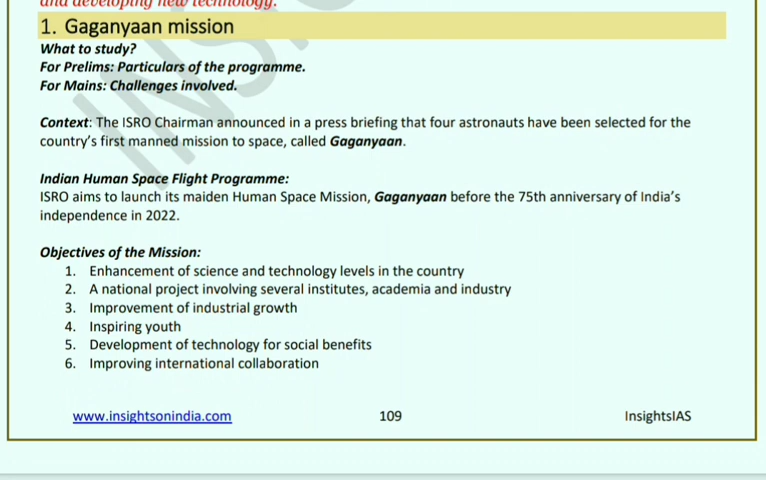 and developing new technology.
1. Gaganyaan mission
What to study?
For Prelims: Particulars of the programme.
For Mains: Challenges involved.
Context: The ISRO Chairman announced in a press briefing that four astronauts have been selected for the
country's first manned mission to space, called Gaganyaan.
Indian Human Space Flight Programme:
ISRO aims to launch its maiden Human Space Mission, Gaganyaan before the 75th anniversary of India's
independence in 2022.
Objectives of the Mission:
1. Enhancement of science and technology levels in the country
2. A national project involving several institutes, academia and industry
3. Improvement of industrial growth
4. Inspiring youth
5. Development of technology for social benefits
6. Improving international collaboration
www.insightsonindia.com 109 InsightsIAS